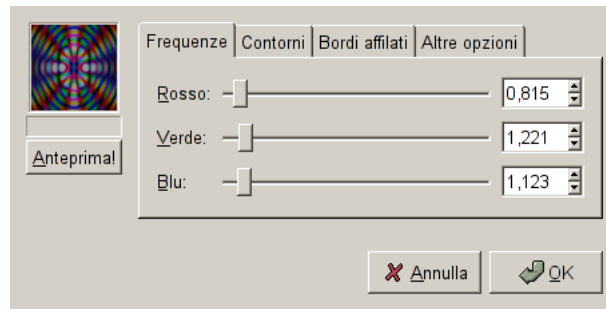 Frequenze Contorni Bordi affilati Altre opzioni
Rosso: 0,815
Verde: 1,221
Anteprima!
Blu: 1,123
Annulla OK